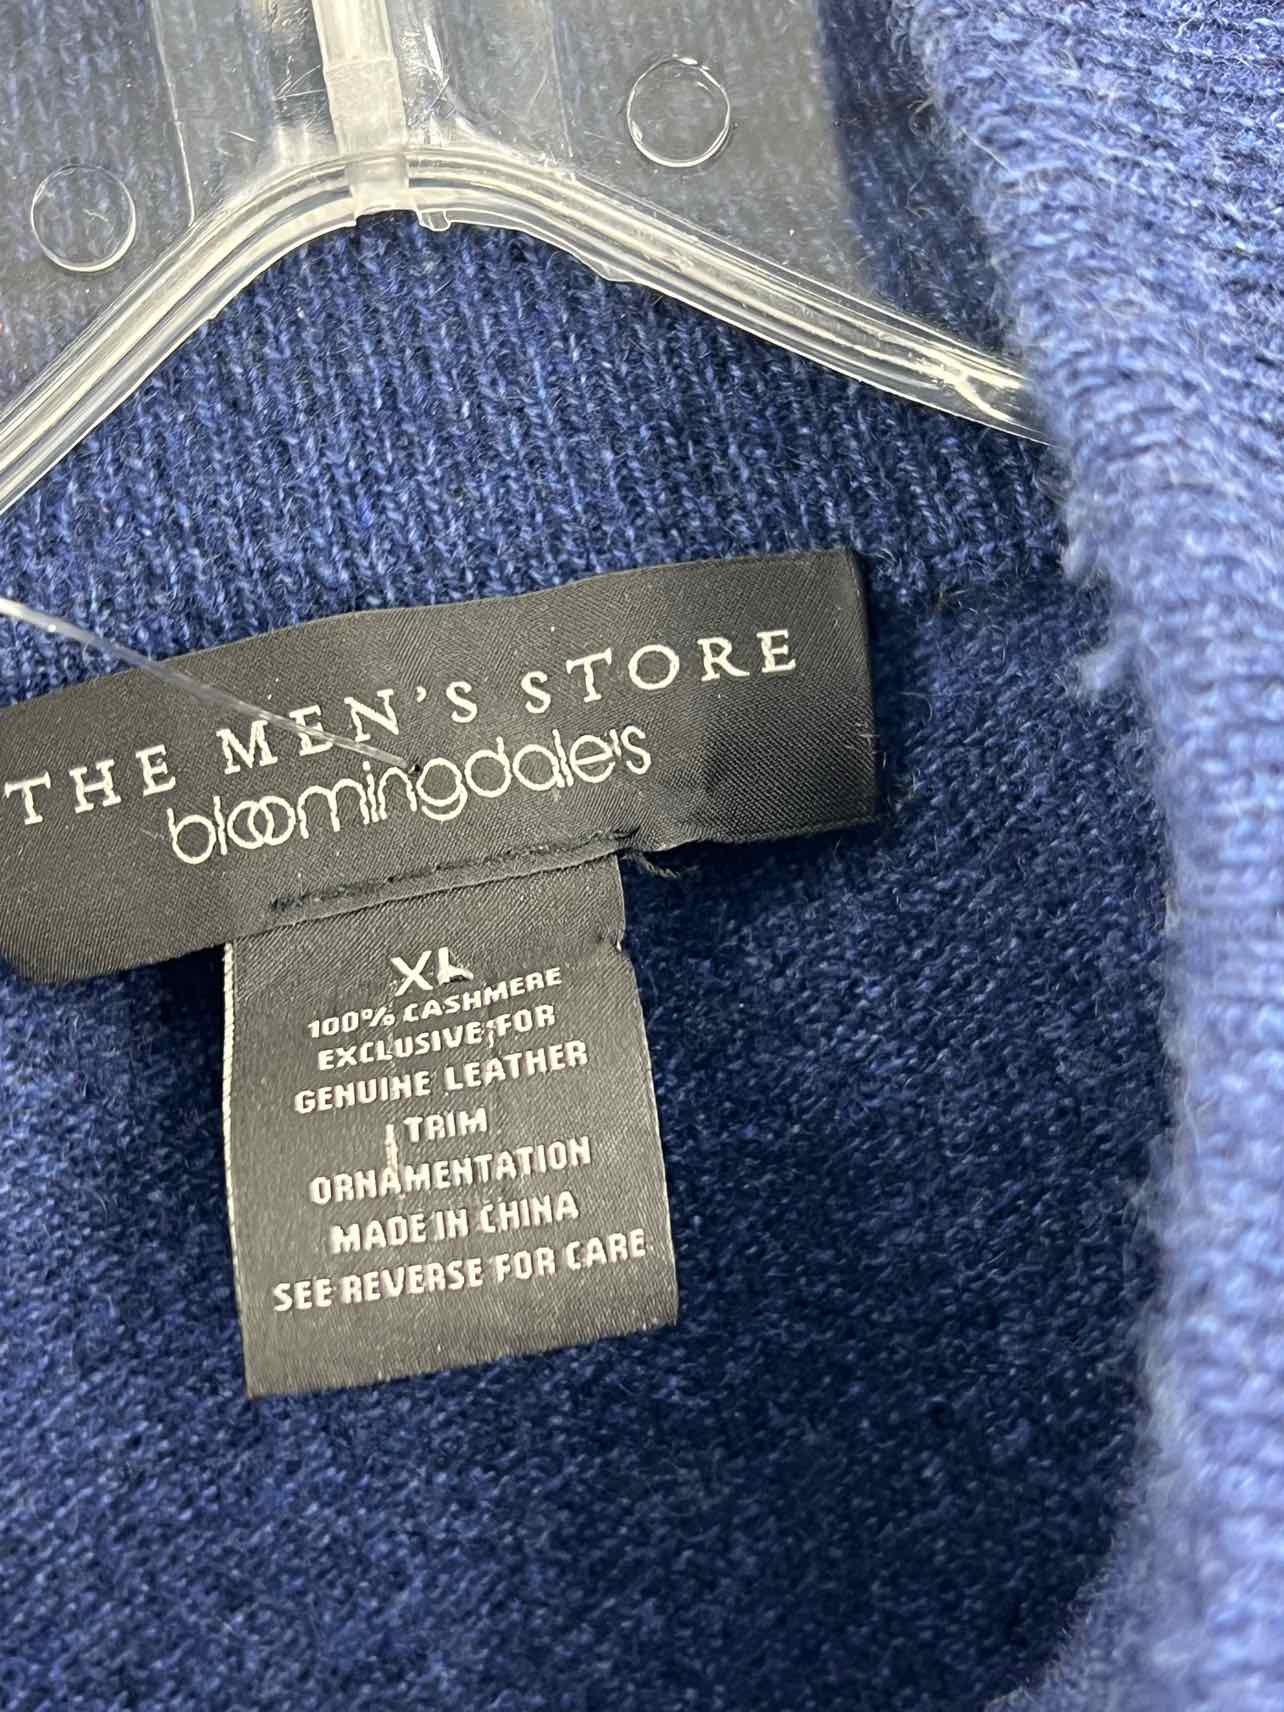 THE MEN'S STORE
bloomingdale's
XL
100% CASHMERE
EXCLUSIVE FOR
GENUINE LEATHER
TRIM
ORNAMENTATION
MADE IN CHINA
SEE REVERSE FOR CARE